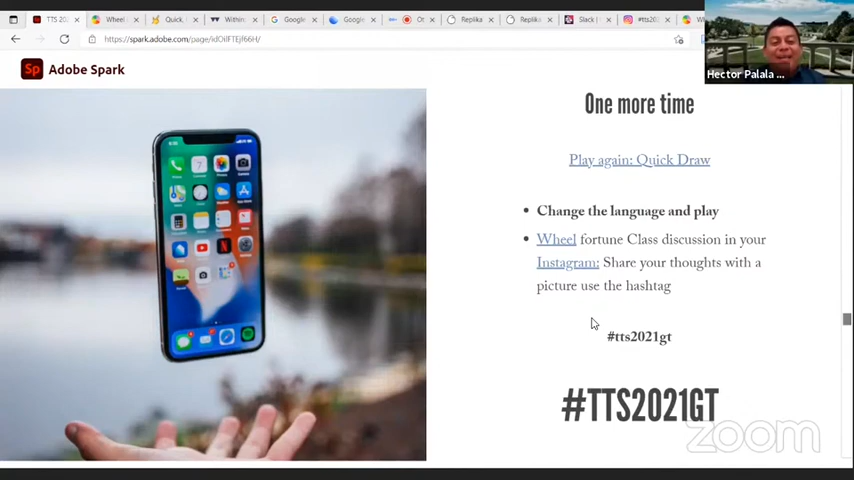 TTS 202
Wheel
Quick,
Within
Google
Google
Ot
Replika
Replika
Slack |
#tts20
https://spark.adobe.com/page/idOilFTEjf66H/
Hector Palala ...
Sp Adobe Spark
One more time
Play again: Quick Draw
• Change the language and play
• Wheel fortune Class discussion in your
Instagram: Share your thoughts with a
picture use the hashtag
#tts2021gt
#TTS2021GT
zoom